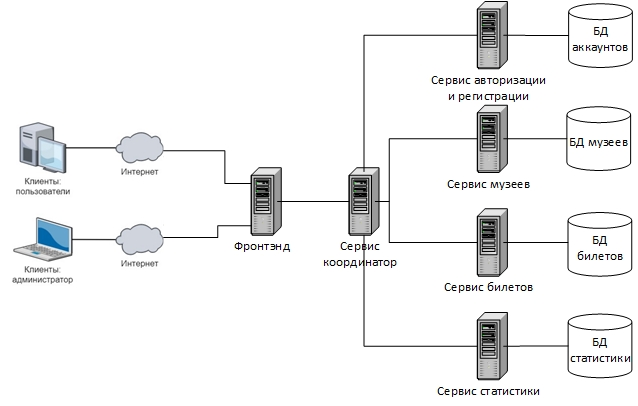 БД
аккаунтов
Сервис авторизации
и регистрации
БД музеев
Клиенты:
пользователи
Интернет
Сервис музеев
Фронтэнд
Сервис
координатор
Клиенты:
администратор
Интернет
БД
билетов
Сервис билетов
БД
статистики
Сервис статистики